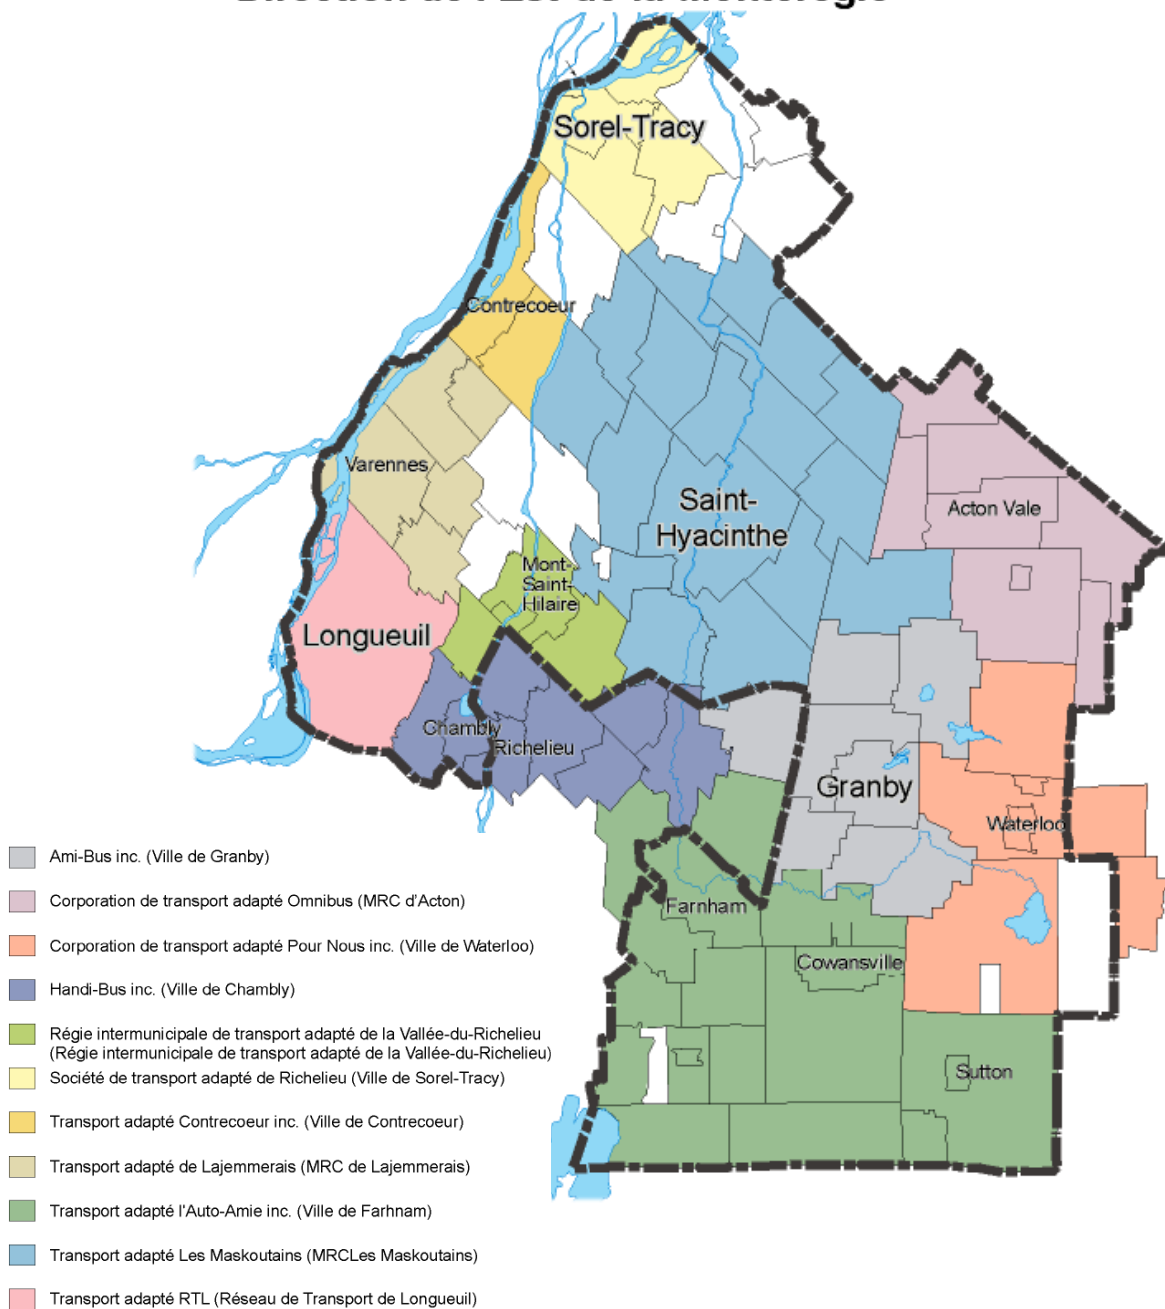 Direction de l'Est de la Montérégie
Sorel-Tracy
Contrecoeur
Varennes
Saint-
Hyacinthe
Acton Vale
Mont-
Saint-
Hilaire
Longueuil
Chambly
Richelieu
Granby
Waterloo
Farnham
Cowansville
Sutton
Ami-Bus inc. (Ville de Granby)
Corporation de transport adapté Omnibus (MRC d'Acton)
Corporation de transport adapté Pour Nous inc. (Ville de Waterloo)
Handi-Bus inc. (Ville de Chambly)
Régie intermunicipale de transport adapté de la Vallée-du-Richelieu
(Régie intermunicipale de transport adapté de la Vallée-du-Richelieu)
Société de transport adapté de Richelieu (Ville de Sorel-Tracy)
Transport adapté Contrecoeur inc. (Ville de Contrecoeur)
Transport adapté de Lajemmerais (MRC de Lajemmerais)
Transport adapté l'Auto-Amie inc. (Ville de Farhnam)
Transport adapté Les Maskoutains (MRCLes Maskoutains)
Transport adapté RTL (Réseau de Transport de Longueuil)